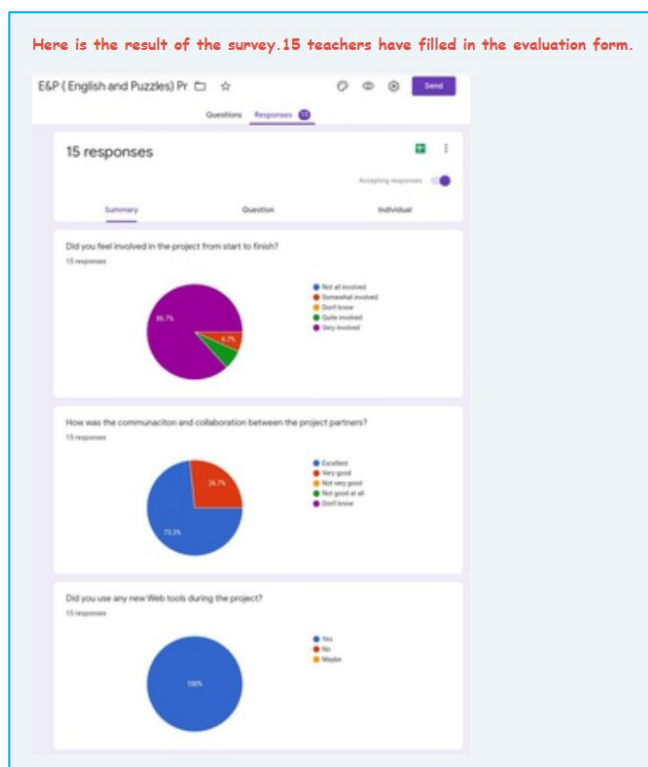 Here is the result of the survey.15 teachers have filled in the evaluation form.
E&P ( English and Puzzles) Pr
Send
Questions Responses 15
15 responses
Accepting responses
Summary Question Individual
Did you feel involved in the project from start to finish?
15 responses
Not all involved
Somewhat involved
Don't know
Quite involved
Very involved
86.7%
6.7%
How was the communaciton and collaboration between the project partners?
15 responses
Excellent
Very good
Not very good
Not good at all
Don't know
26.7%
73.3%
Did you use any new Web tools during the project?
15 responses
Yes
No
Maybe
100%